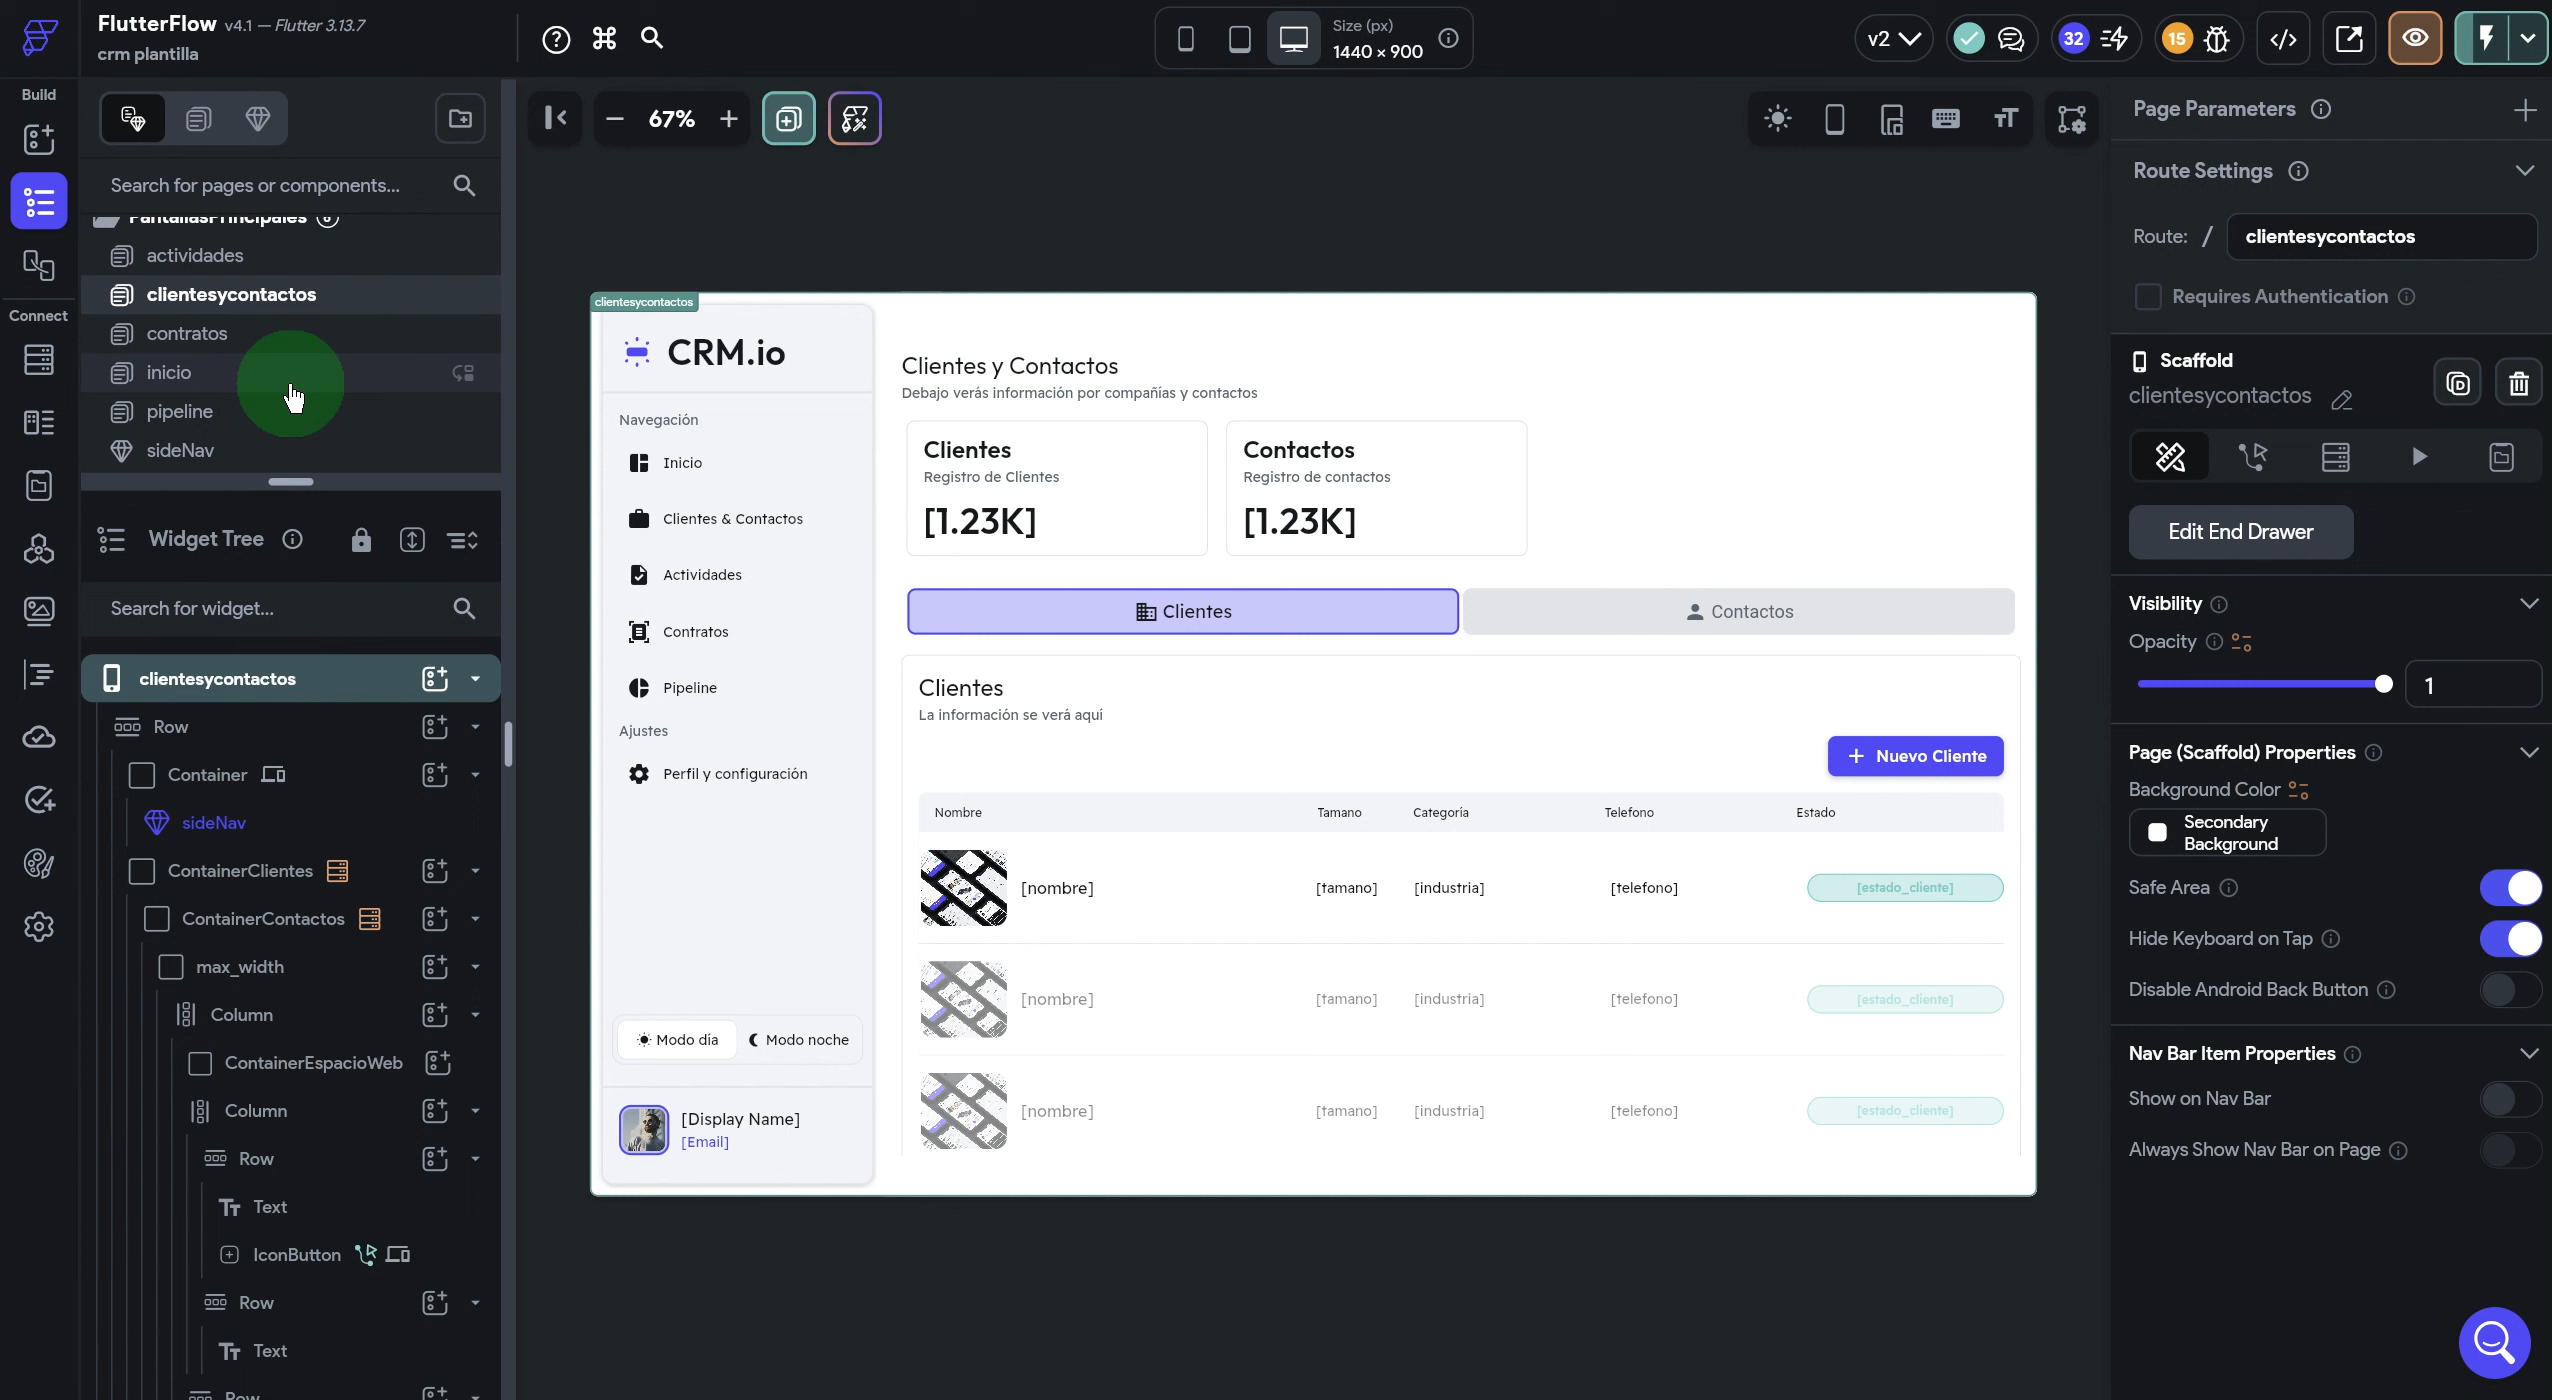 FlutterFlow v4.1 — Flutter 3.13.7
crm plantilla
Size (px)
1440 × 900
v2
32
15
Build
67%
Search for pages or components...
PantallasPrincipales 6
actividades
clientesycontactos
contratos
inicio
pipeline
sideNav
Connect
Widget Tree
Search for widget...
clientesycontactos
Row
Container
sideNav
ContainerClientes
ContainerContactos
max_width
Column
ContainerEspacioWeb
Column
Row
Text
IconButton
Row
Text
Row
clientesycontactos
CRM.io
Navegación
Inicio
Clientes & Contactos
Actividades
Contratos
Pipeline
Ajustes
Perfil y configuración
Modo día
Modo noche
[Display Name]
[Email]
Clientes y Contactos
Debajo verás información por compañías y contactos
Clientes
Registro de Clientes
[1.23K]
Contactos
Registro de contactos
[1.23K]
Clientes
Contactos
Clientes
La información se verá aquí
Nuevo Cliente
Nombre Tamano Categoría Telefono Estado
[nombre] [tamano] [industria] [telefono] [estado_cliente]
[nombre] [tamano] [industria] [telefono] [estado_cliente]
[nombre] [tamano] [industria] [telefono] [estado_cliente]
Page Parameters
Route Settings
Route: / clientesycontactos
Requires Authentication
Scaffold
clientesycontactos
Edit End Drawer
Visibility
Opacity
1
Page (Scaffold) Properties
Background Color
Secondary
Background
Safe Area
Hide Keyboard on Tap
Disable Android Back Button
Nav Bar Item Properties
Show on Nav Bar
Always Show Nav Bar on Page